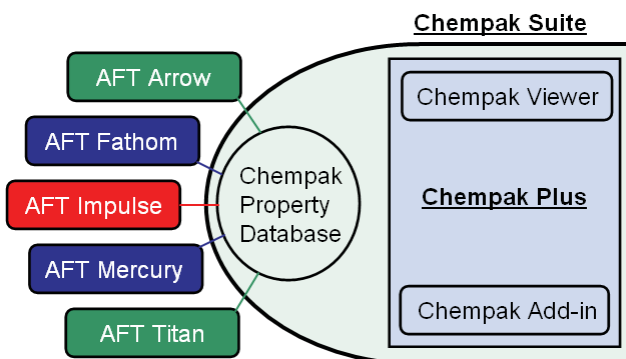 Chempak Suite
AFT Arrow
AFT Fathom
AFT Impulse
AFT Mercury
AFT Titan
Chempak
Property
Database
Chempak Viewer
Chempak Plus
Chempak Add-in